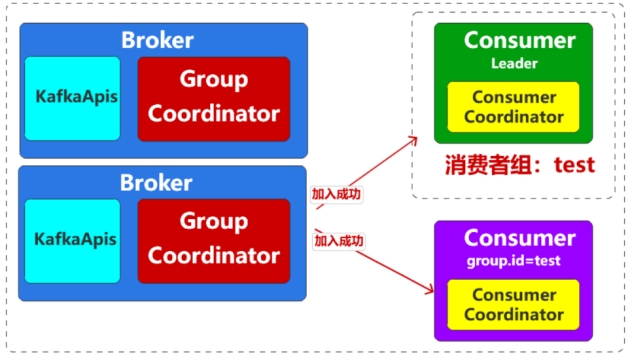 Broker
KafkaApis
Group
Coordinator
Broker
KafkaApis
Group
Coordinator
加入成功
加入成功
Consumer
Leader
Consumer
Coordinator
消费者组：test
Consumer
group.id=test
Consumer
Coordinator